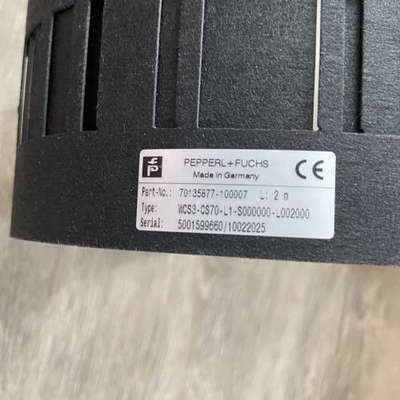 PEPPERL+FUCHS
Made in Germany
Part-No.: 70135877-100007 L: 2 m
Type: WCS3-CS70-L1-S000000-L002000
Serial: 5001599660/10022025
CE